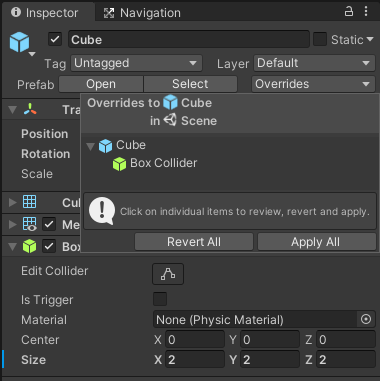 Inspector Navigation
Cube Static
Tag Untagged Layer Default
Prefab Open Select Overrides
Tra
Overrides to Cube
in Scene
Position
Cube
Rotation
Box Collider
Scale
Cu
! Click on individual items to review, revert and apply.
Me
Revert All Apply All
Box
Edit Collider
Is Trigger
Material None (Physic Material)
Center X 0 Y 0 Z 0
Size X 2 Y 2 Z 2